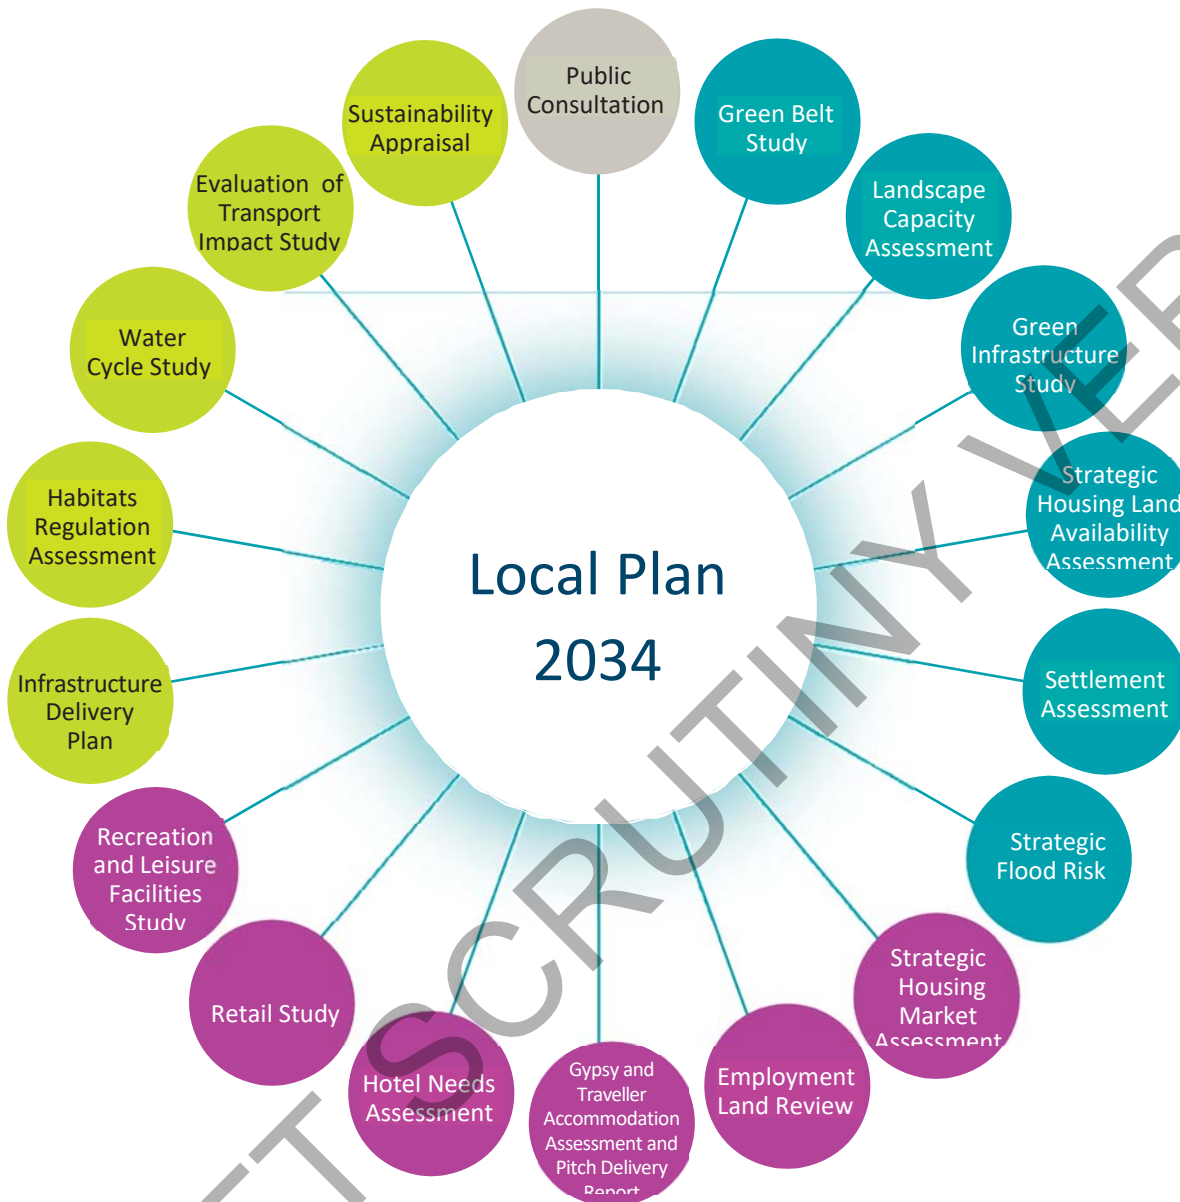 Public
Consultation
Green Belt
Study
Landscape
Capacity
Assessment
Green
Infrastructure
Study
Strategic
Housing Land
Availability
Assessment
Settlement
Assessment
Strategic
Flood Risk
Strategic
Housing
Market
Assessment
Employment
Land Review
Gypsy and
Traveller
Accommodation
Assessment and
Pitch Delivery
Report
Hotel Needs
Assessment
Retail Study
Recreation
and Leisure
Facilities
Study
Infrastructure
Delivery
Plan
Habitats
Regulation
Assessment
Water
Cycle Study
Evaluation of
Transport
Impact Study
Sustainability
Appraisal
Local Plan
2034
FT SCRUTINY VER